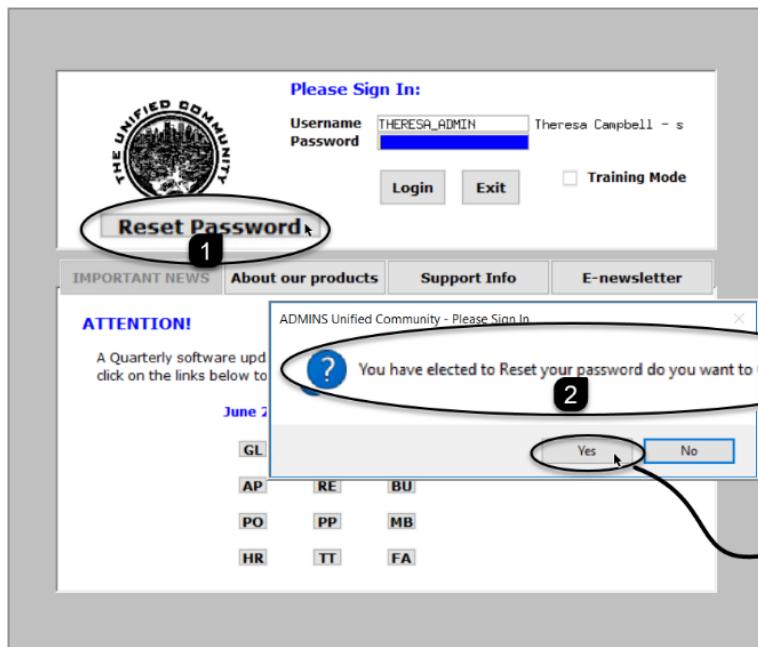 THE UNIFIED COMMUNITY
Please Sign In:
Username THERESA_ADMIN Theresa Campbell - s
Password
Login Exit Training Mode
Reset Password
1
IMPORTANT NEWS About our products Support Info E-newsletter
ATTENTION!
A Quarterly software upd
click on the links below to
June 2
ADMINS Unified Community - Please Sign In
? You have elected to Reset your password do you want to
2
Yes No
GL
AP RE BU
PO PP MB
HR TT FA